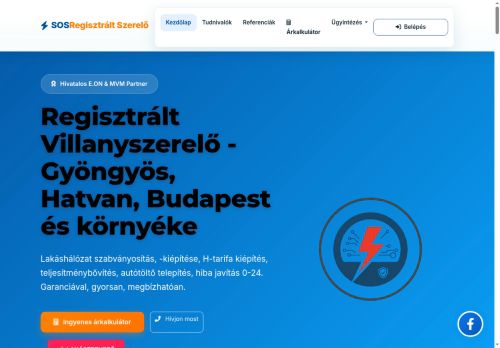 SOSRegisztrált Szerelő
Kezdőlap
Tudnivalók
Referenciák
Árkalkulátor
Ügyintézés
Belépés
Hivatalos E.ON & MVM Partner
Regisztrált
Villanyszerelő -
Gyöngyös,
Hatvan, Budapest
és környéke
Lakáshálózat szabványosítás, -kiépítése, H-tarifa kiépítés,
teljesítménybővítés, autótöltő telepítés, hiba javítás 0-24.
Garanciával, gyorsan, megbízhatóan.
Ingyenes árkalkulátor
Hívjon most